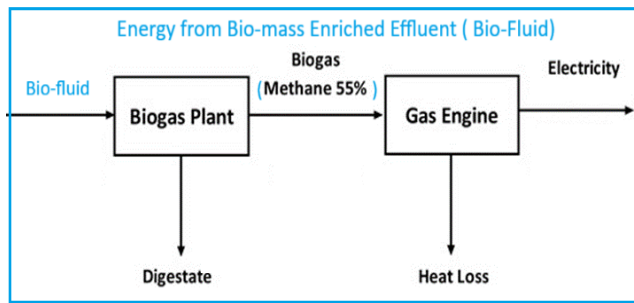 Energy from Bio-mass Enriched Effluent ( Bio-Fluid)
Biogas
Electricity
Bio-fluid
(Methane 55% )
Biogas Plant
Gas Engine
Digestate
Heat Loss